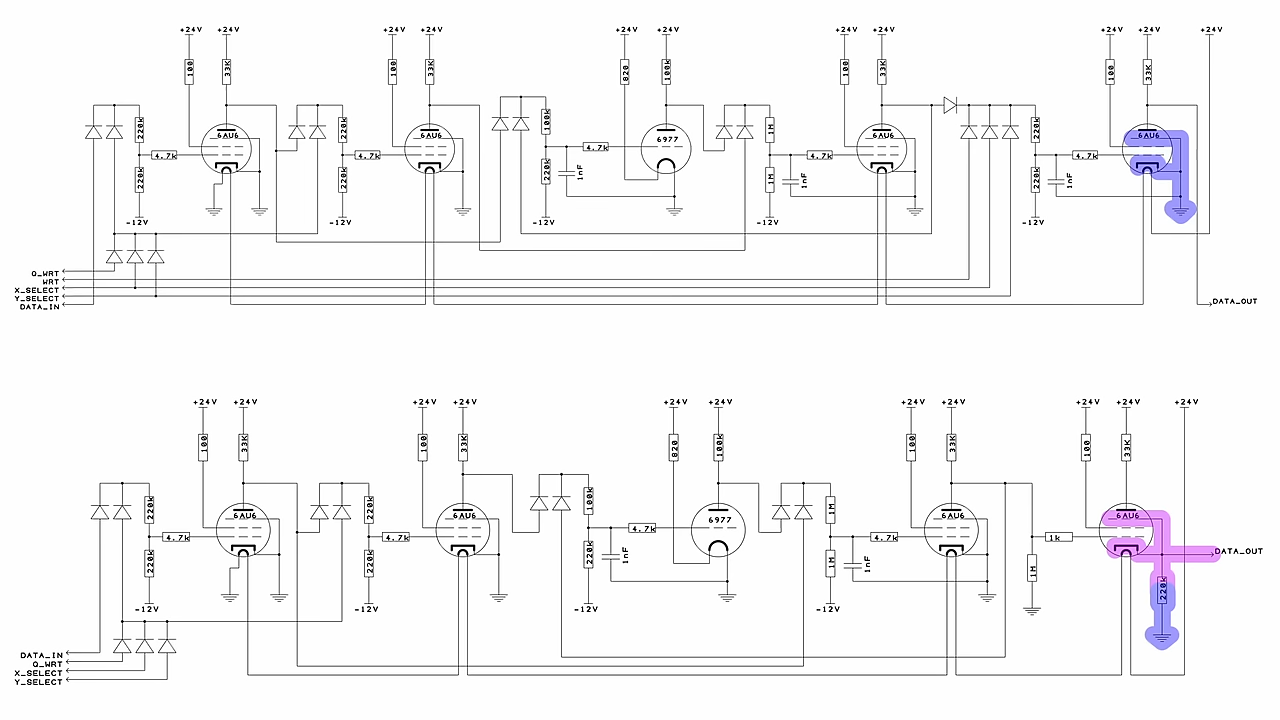 +24V +24V +24V +24V +24V +24V +24V +24V +24V +24V +24V
100 33K 100 33K 820 100k 100 33K 100 33K
220k 6AU6 220k 6AU6 100k 6977 1M 6AU6 220k 6AU6
4.7k 4.7k 4.7k 4.7k 4.7k
220k 220k 220k 1nF 1M 1nF 220k 1nF
-12V -12V -12V -12V -12V
Q_WRT
WRT
X_SELECT
Y_SELECT
DATA_IN DATA_OUT
+24V +24V +24V +24V +24V +24V +24V +24V +24V +24V +24V
100 33K 100 33K 820 100k 100 33K 100 33K
220k 6AU6 220k 6AU6 100k 6977 1M 6AU6 6AU6
4.7k 4.7k 4.7k 4.7k 1k
220k 220k 220k 1nF 1M 1nF 1M 220k DATA_OUT
-12V -12V -12V -12V
DATA_IN
Q_WRT
X_SELECT
Y_SELECT